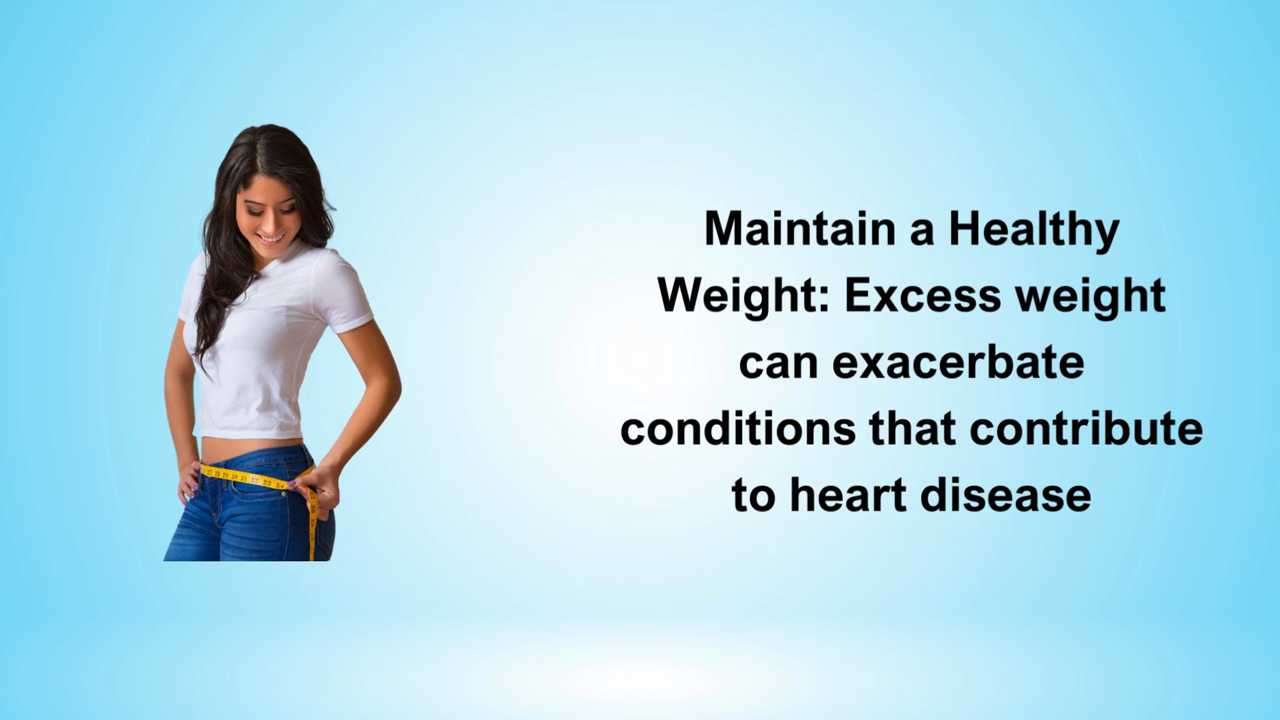 Maintain a Healthy
Weight: Excess weight
can exacerbate
conditions that contribute
to heart disease